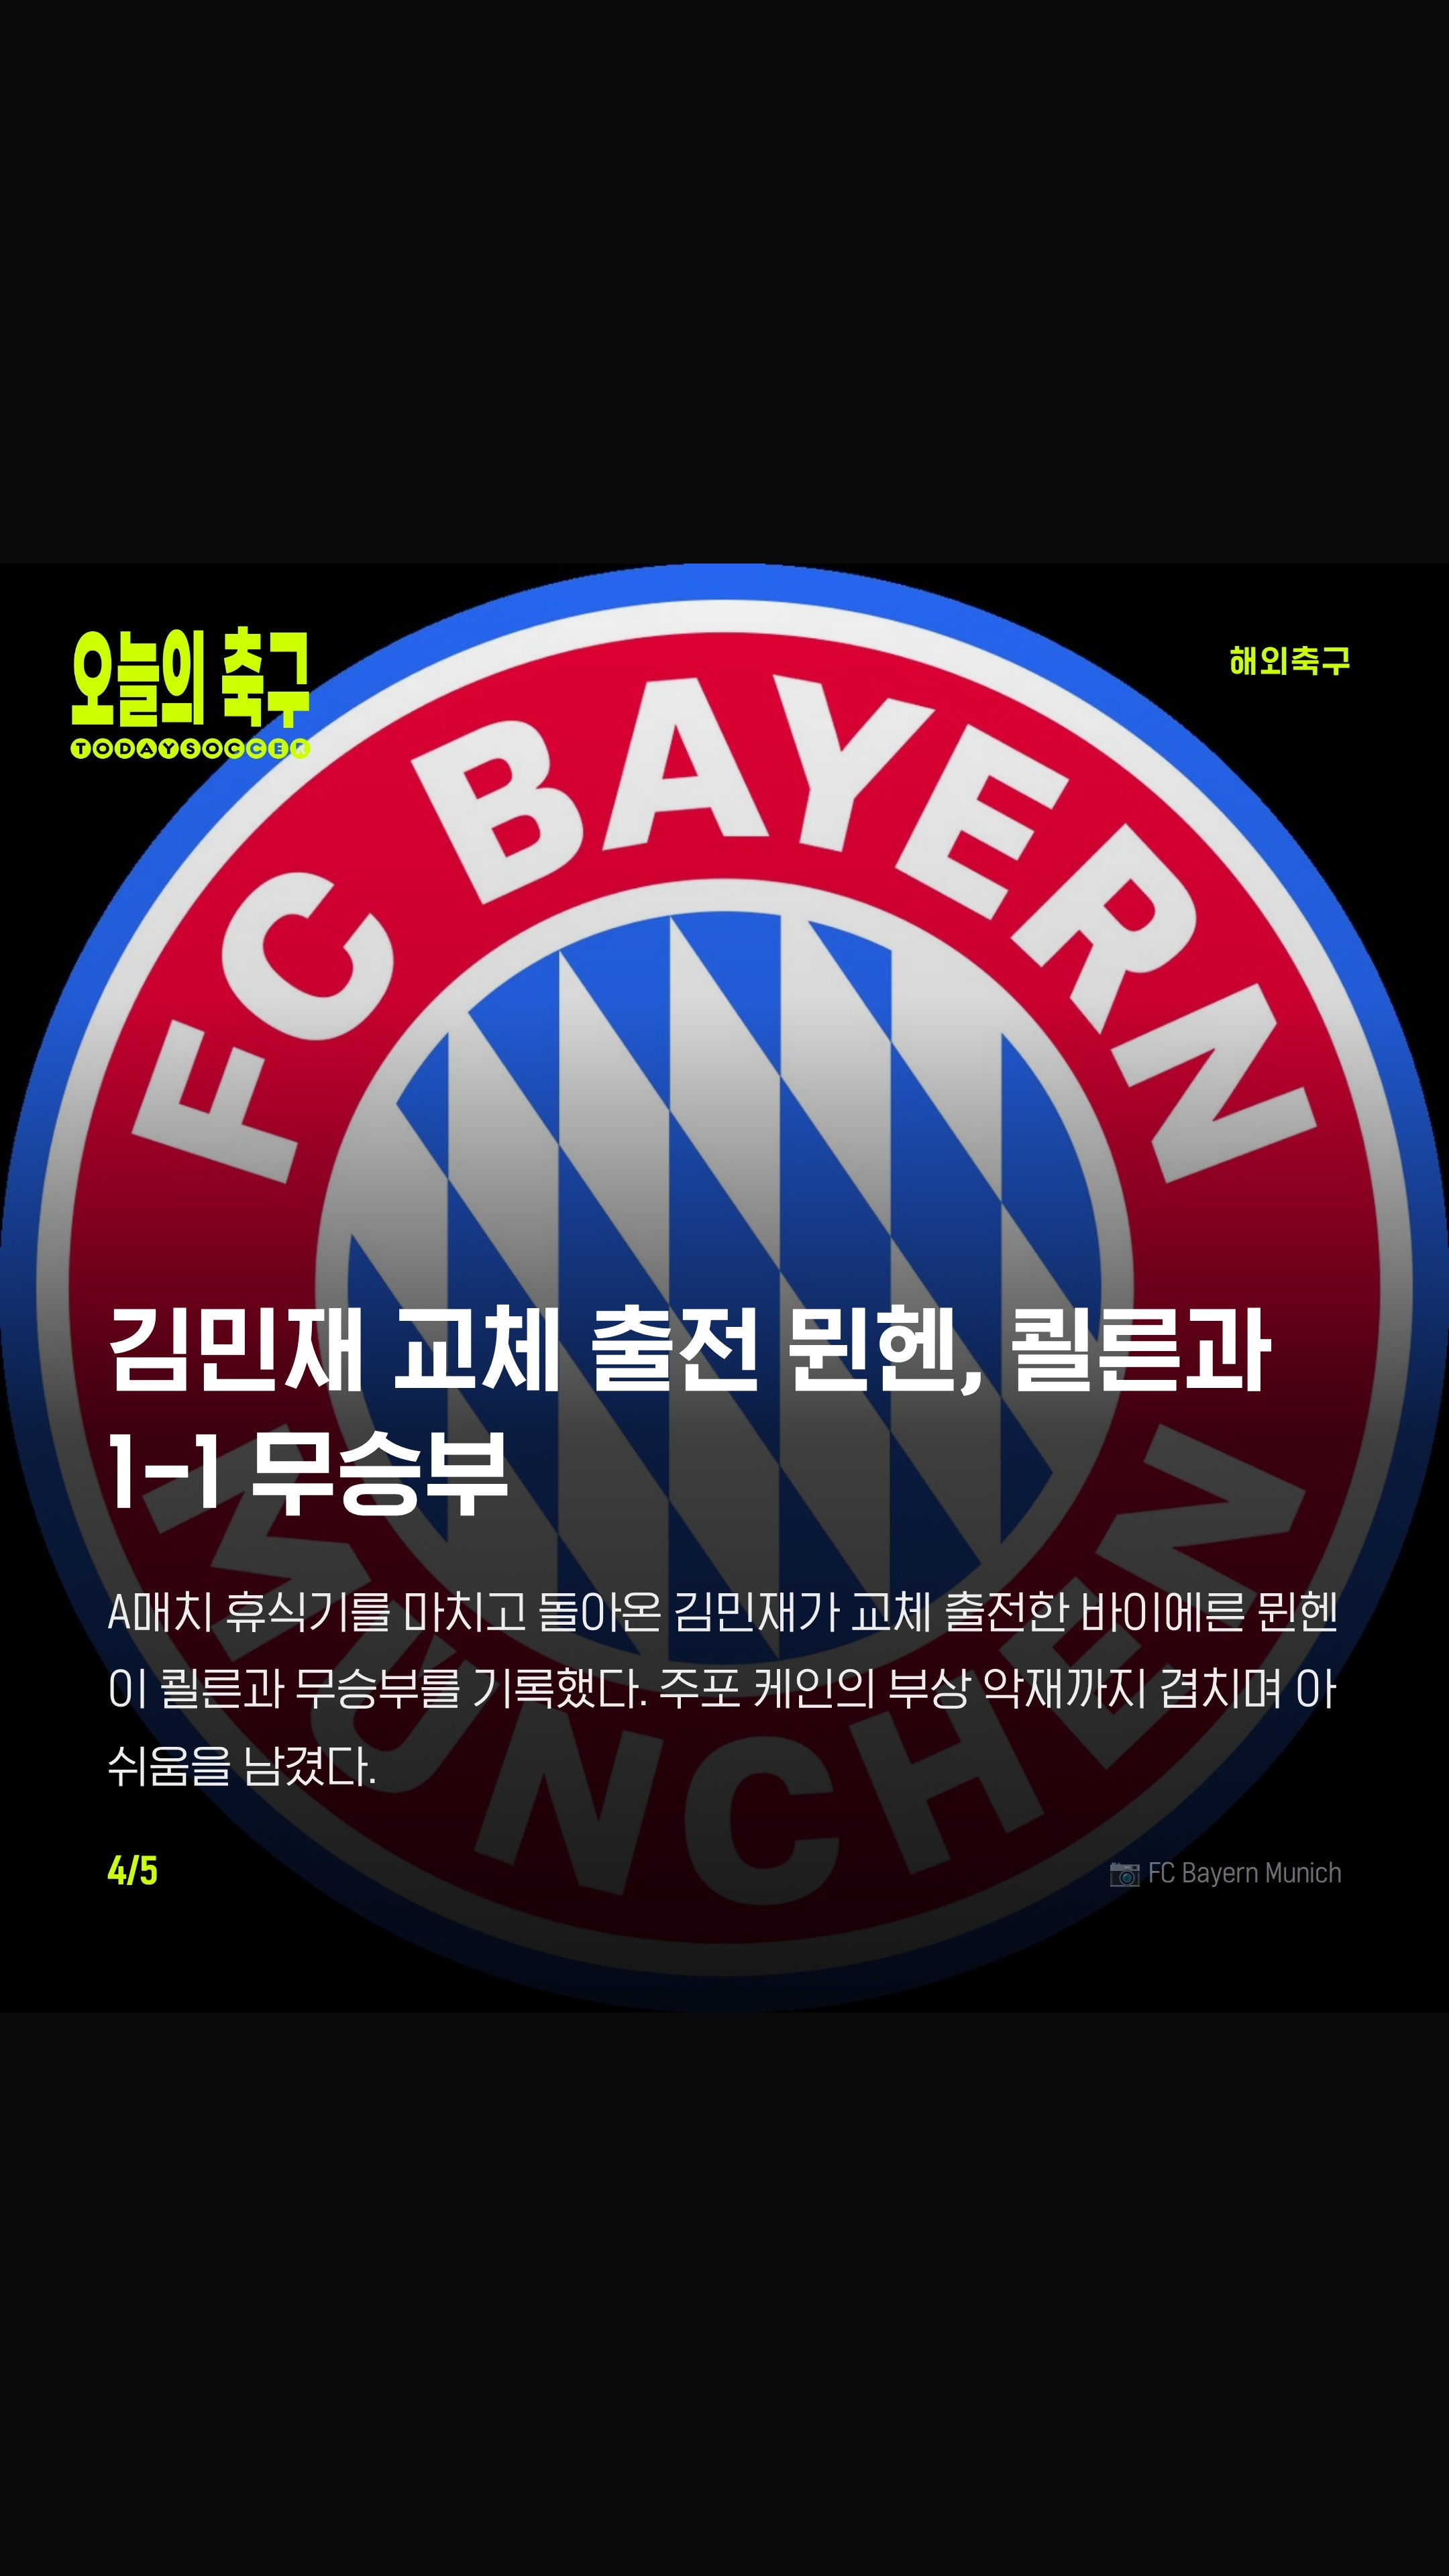 오늘의 축구
TODAYSOCCER
해외축구
FC BAYERN
MÜNCHEN
김민재 교체 출전 뮌헨, 쾰른과
1-1 무승부
A매치 휴식기를 마치고 돌아온 김민재가 교체 출전한 바이에른 뮌헨
이 쾰른과 무승부를 기록했다. 주포 케인의 부상 악재까지 겹치며 아
쉬움을 남겼다.
4/5
📷 FC Bayern Munich